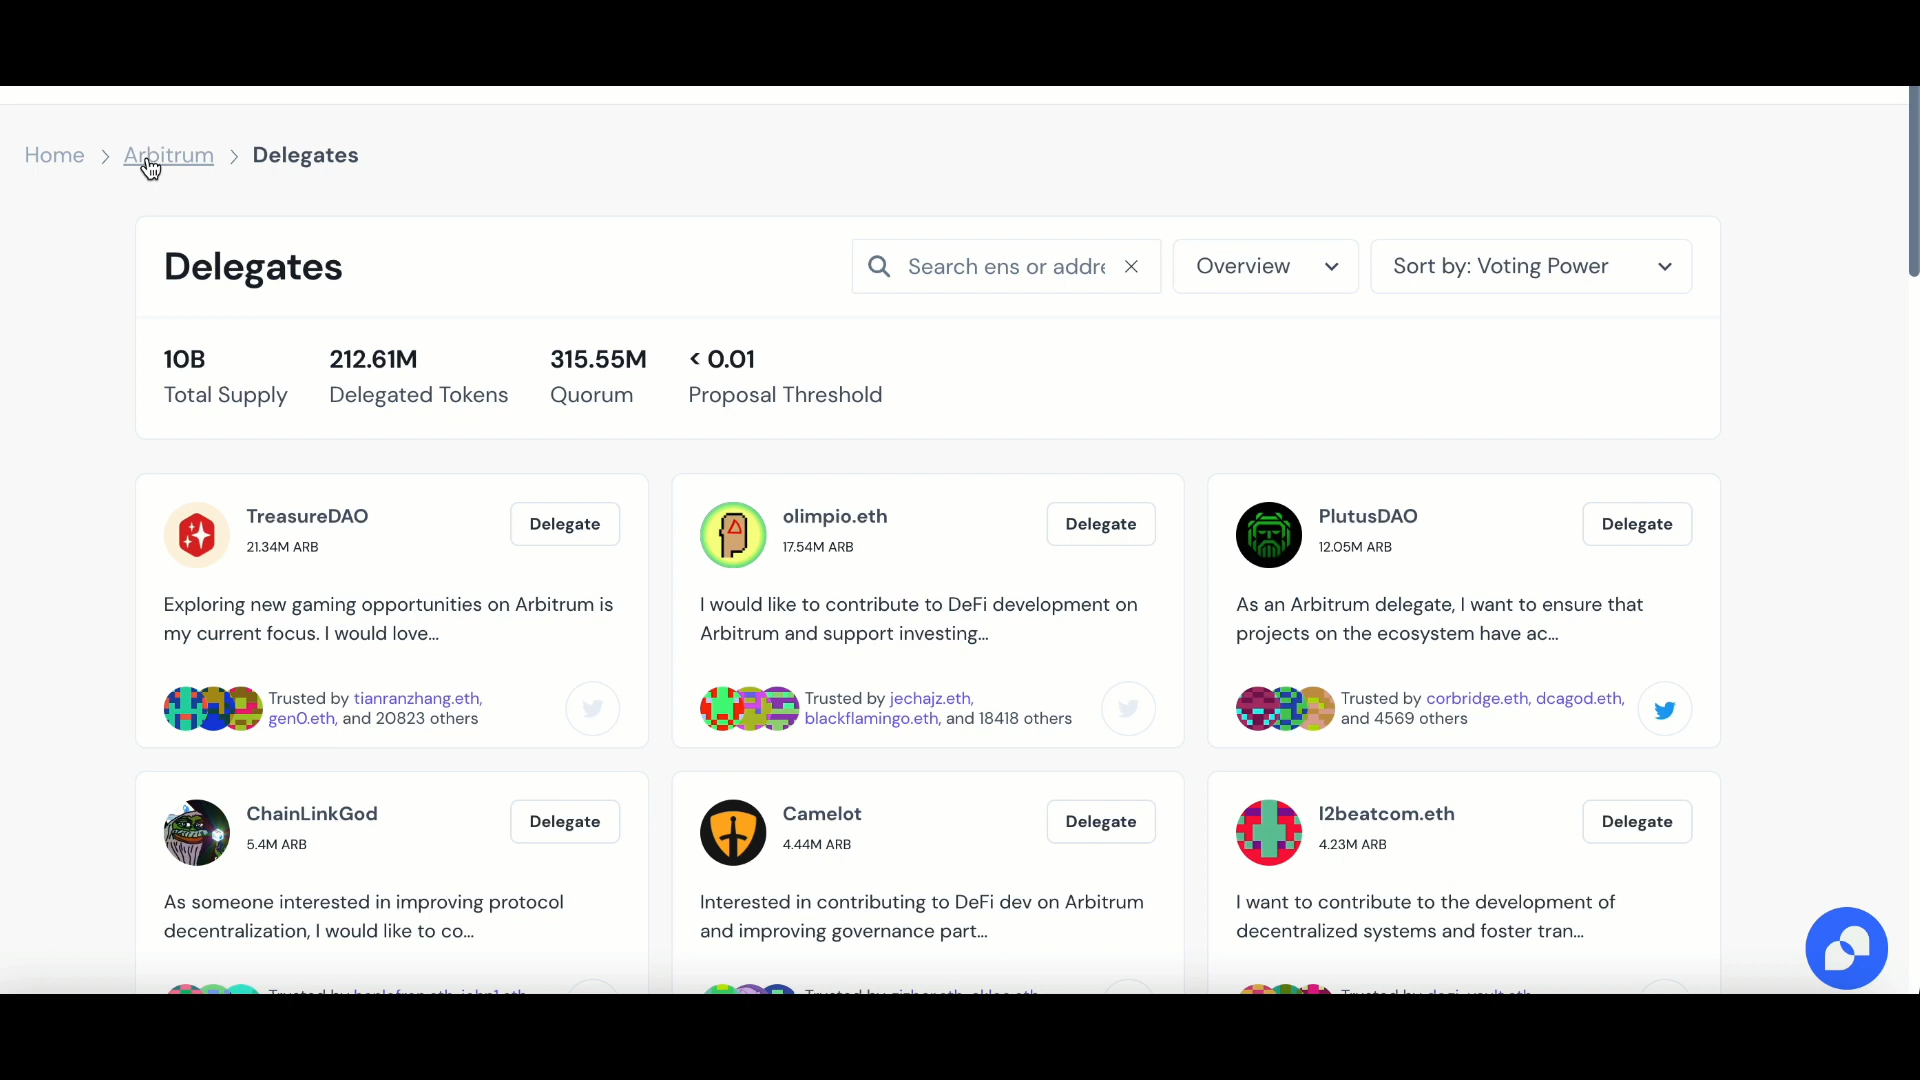 Home > Arbitrum > Delegates
Delegates
Search ens or addre
Overview
Sort by: Voting Power
10B
Total Supply
212.61M
Delegated Tokens
315.55M
Quorum
< 0.01
Proposal Threshold
TreasureDAO
21.34M ARB
Delegate
Exploring new gaming opportunities on Arbitrum is
my current focus. I would love...
Trusted by tianranzhang.eth,
gen0.eth, and 20823 others
olimpio.eth
17.54M ARB
Delegate
I would like to contribute to DeFi development on
Arbitrum and support investing...
Trusted by jechajz.eth,
blackflamingo.eth, and 18418 others
PlutusDAO
12.05M ARB
Delegate
As an Arbitrum delegate, I want to ensure that
projects on the ecosystem have ac...
Trusted by corbridge.eth, dcagod.eth,
and 4569 others
ChainLinkGod
5.4M ARB
Delegate
As someone interested in improving protocol
decentralization, I would like to co...
Trusted by
Camelot
4.44M ARB
Delegate
Interested in contributing to DeFi dev on Arbitrum
and improving governance part...
Trusted by
l2beatcom.eth
4.23M ARB
Delegate
I want to contribute to the development of
decentralized systems and foster tran...
Trusted by